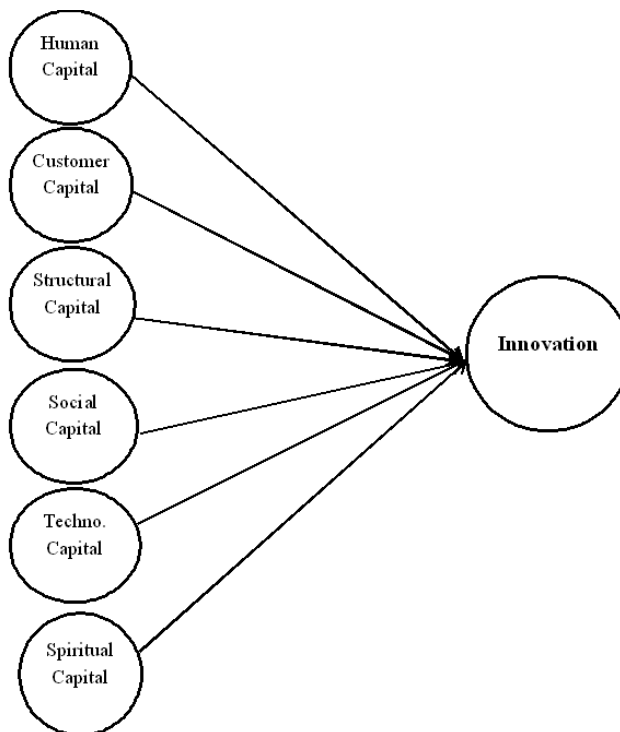 Human
Capital
Customer
Capital
Structural
Capital
Innovation
Social
Capital
Techno.
Capital
Spiritual
Capital